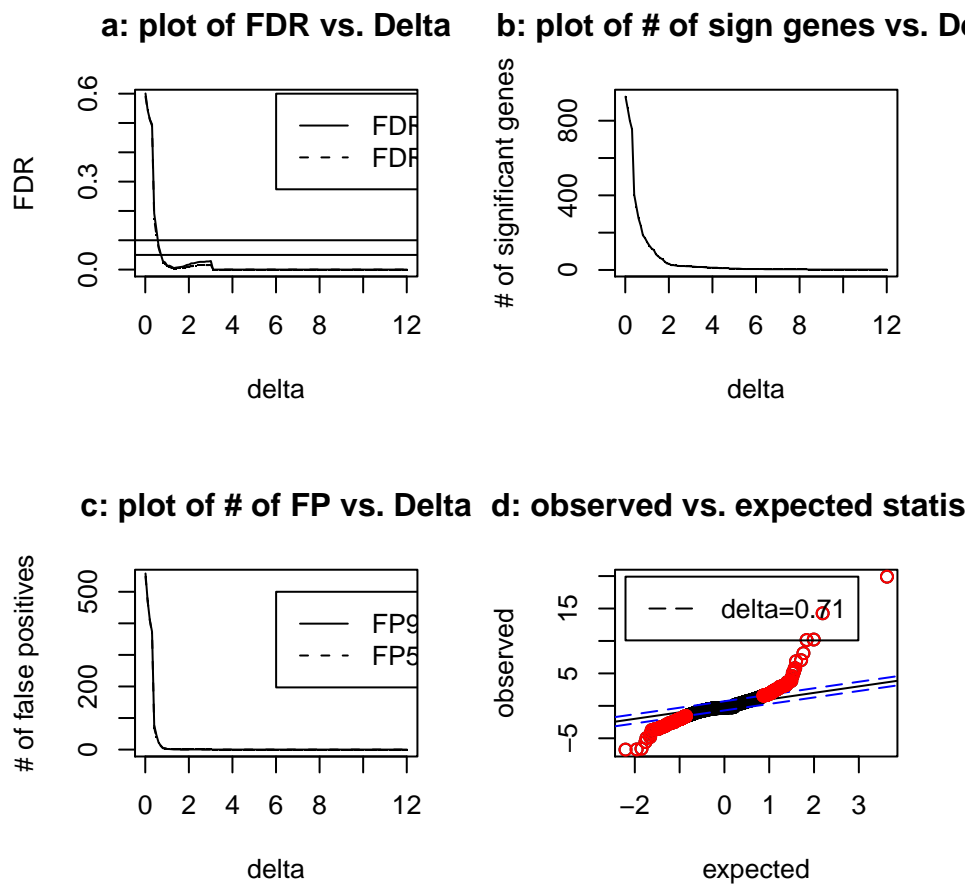 a: plot of FDR vs. Delta
FDR
0.0
0.3
0.6
FDR
FDR
0 2 4 6 8 12
delta
b: plot of # of sign genes vs. De
# of significant genes
0
400
800
0 2 4 6 8 12
delta
c: plot of # of FP vs. Delta
# of false positives
0
200
500
FP9
FP5
0 2 4 6 8 12
delta
d: observed vs. expected statis
observed
−5
5
15
delta=0.71
−2 0 1 2 3
expected